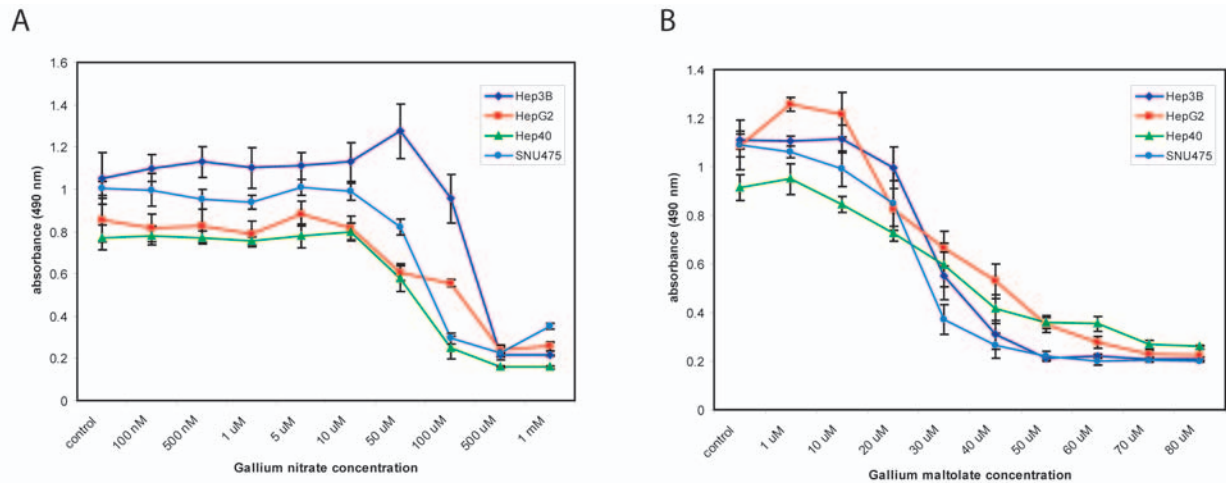 A
1.6
1.4
1.2
1
0.8
0.6
0.4
0.2
0
absorbance (490 nm)
Hep3B
HepG2
Hep40
SNU475
control
100 nM
500 nM
1 uM
5 uM
10 uM
50 uM
100 uM
500 uM
1 mM
Gallium nitrate concentration
B
1.4
1.2
1
0.8
0.6
0.4
0.2
0
absorbance (490 nm)
Hep3B
HepG2
Hep40
SNU475
control
1 uM
10 uM
20 uM
30 uM
40 uM
50 uM
60 uM
70 uM
80 uM
Gallium maltolate concentration